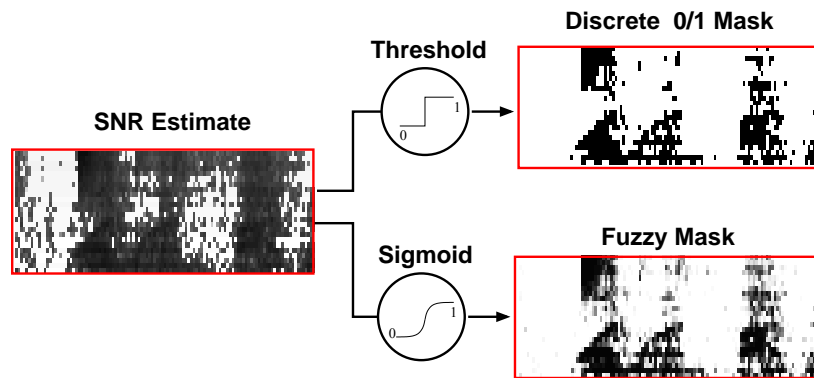 Discrete 0/1 Mask
Threshold
0
1
SNR Estimate
Fuzzy Mask
Sigmoid
0
1